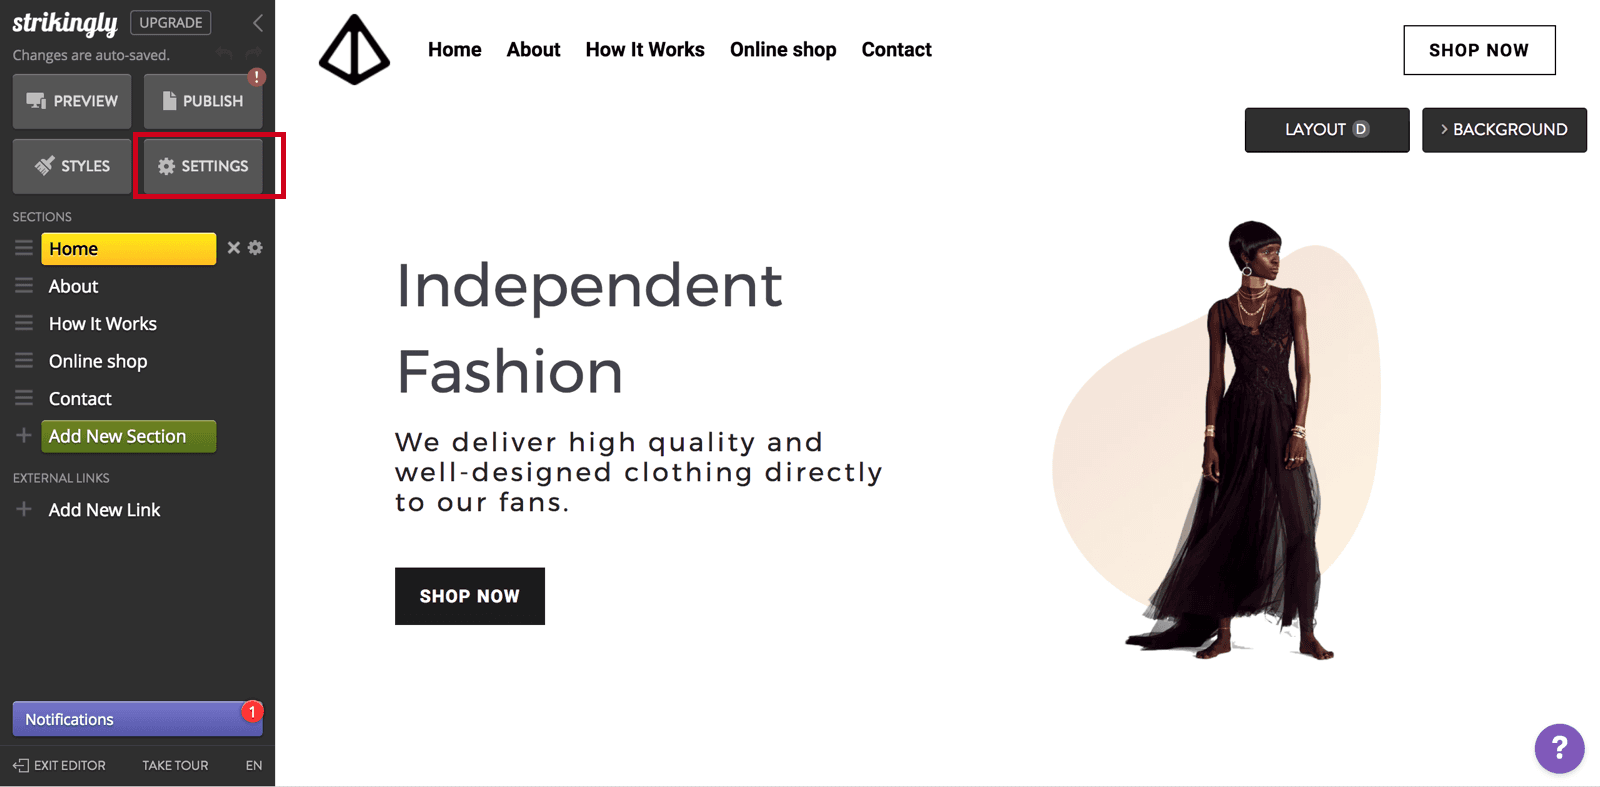 strikingly UPGRADE
Changes are auto-saved.
PREVIEW
PUBLISH
!
STYLES
SETTINGS
SECTIONS
Home
About
How It Works
Online shop
Contact
Add New Section
EXTERNAL LINKS
Add New Link
Notifications
1
EXIT EDITOR TAKE TOUR EN
Home About How It Works Online shop Contact
SHOP NOW
LAYOUT D
BACKGROUND
Independent
Fashion
We deliver high quality and
well-designed clothing directly
to our fans.
SHOP NOW
?